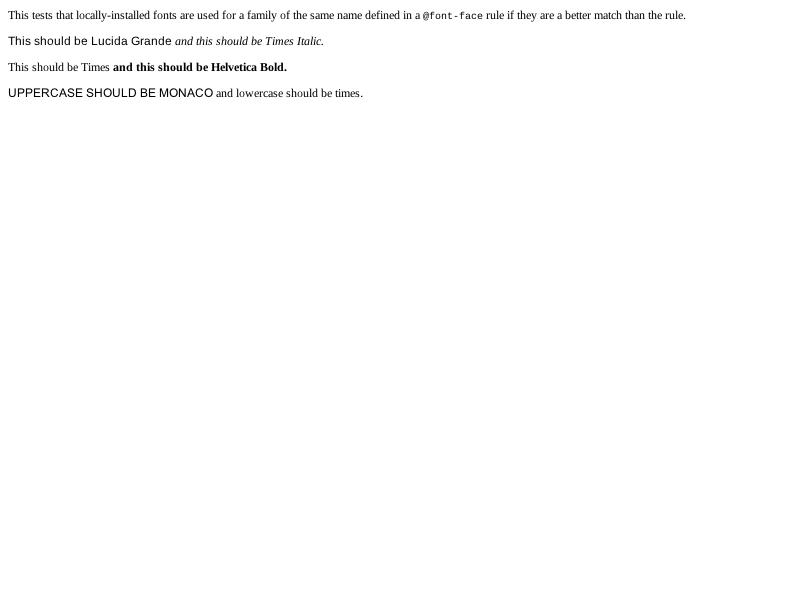 This tests that locally-installed fonts are used for a family of the same name defined in a @font-face rule if they are a better match than the rule.
This should be Lucida Grande and this should be Times Italic.
This should be Times and this should be Helvetica Bold.
UPPERCASE SHOULD BE MONACO and lowercase should be times.